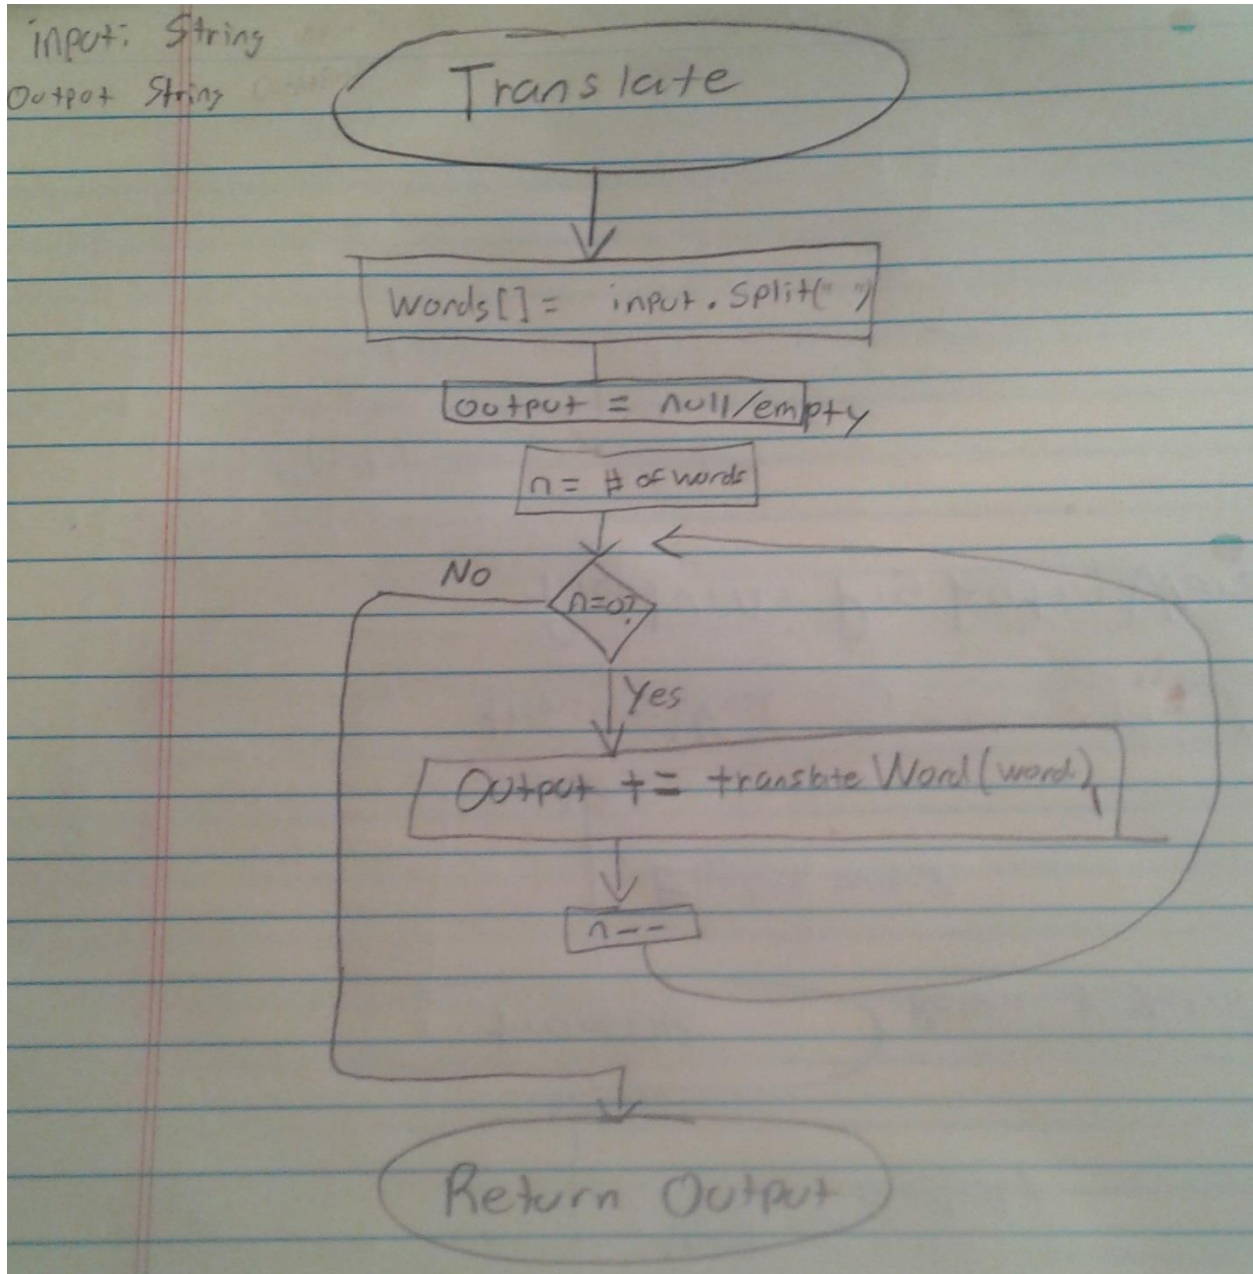 input: String
Output String
Translate
Words[] = input.Split(" ")
output = null/empty
n = # of words
No
n=0?
Yes
Output += translateWord(word)
n--
Return Output